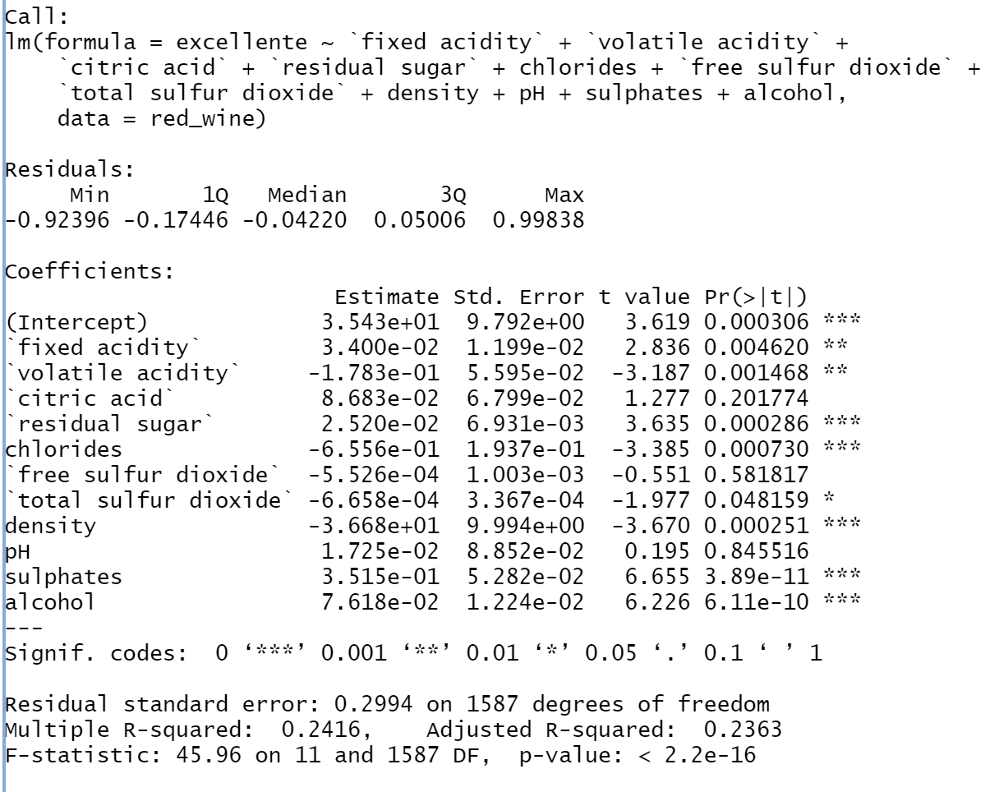 Call:
lm(formula = excellente ~ `fixed acidity` + `volatile acidity` +
    `citric acid` + `residual sugar` + chlorides + `free sulfur dioxide` +
    `total sulfur dioxide` + density + pH + sulphates + alcohol,
    data = red_wine)

Residuals:
     Min       1Q   Median       3Q      Max
-0.92396 -0.17446 -0.04220  0.05006  0.99838

Coefficients:
                         Estimate Std. Error t value Pr(>|t|)
(Intercept)             3.543e+01  9.792e+00   3.619 0.000306 ***
`fixed acidity`         3.400e-02  1.199e-02   2.836 0.004620 **
`volatile acidity`     -1.783e-01  5.595e-02  -3.187 0.001468 **
`citric acid`           8.683e-02  6.799e-02   1.277 0.201774
`residual sugar`        2.520e-02  6.931e-03   3.635 0.000286 ***
chlorides              -6.556e-01  1.937e-01  -3.385 0.000730 ***
`free sulfur dioxide`  -5.526e-04  1.003e-03  -0.551 0.581817
`total sulfur dioxide` -6.658e-04  3.367e-04  -1.977 0.048159 *
density                -3.668e+01  9.994e+00  -3.670 0.000251 ***
pH                      1.725e-02  8.852e-02   0.195 0.845516
sulphates               3.515e-01  5.282e-02   6.655 3.89e-11 ***
alcohol                 7.618e-02  1.224e-02   6.226 6.11e-10 ***
---
Signif. codes:  0 ‘***’ 0.001 ‘**’ 0.01 ‘*’ 0.05 ‘.’ 0.1 ‘ ’ 1

Residual standard error: 0.2994 on 1587 degrees of freedom
Multiple R-squared:  0.2416,    Adjusted R-squared:  0.2363
F-statistic: 45.96 on 11 and 1587 DF,  p-value: < 2.2e-16